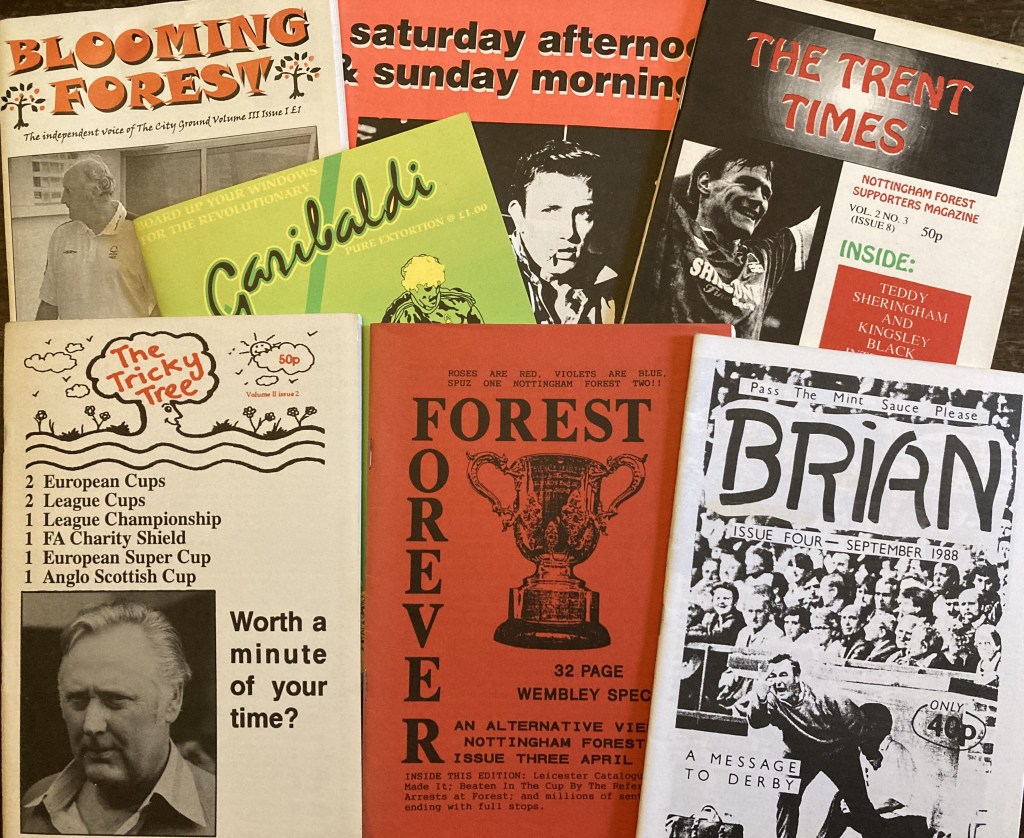 BLOOMING
FOREST
The independent voice of The City Ground Volume III Issue I £1
saturday afternoo
& sunday morning
THE TRENT
TIMES
NOTTINGHAM FOREST
SUPPORTERS MAGAZINE
VOL. 2 NO. 3
(ISSUE 8)
50p
INSIDE:
TEDDY
SHERINGHAM
AND
KINGSLEY
BLACK
BOARD UP YOUR WINDOWS
FOR THE REVOLUTIONARY
Garibaldi
PURE EXTORTION @ £1.00
The
Tricky
Tree
50p
Volume II issue 2
2 European Cups
2 League Cups
1 League Championship
1 FA Charity Shield
1 European Super Cup
1 Anglo Scottish Cup
Worth a
minute
of your
time?
ROSES ARE RED, VIOLETS ARE BLUE,
SPUZ ONE NOTTINGHAM FOREST TWO!!
FOREST
FOREVER
32 PAGE
WEMBLEY SPEC
AN ALTERNATIVE VIE
NOTTINGHAM FOREST
ISSUE THREE APRIL
INSIDE THIS EDITION: Leicester Catalogu
Made It; Beaten In The Cup By The Refer
Arrests at Forest; and millions of sen
ending with full stops.
Pass The Mint Sauce Please
BRIAN
ISSUE FOUR — SEPTEMBER 1988
ONLY
40p
A MESSAGE
TO DERBY